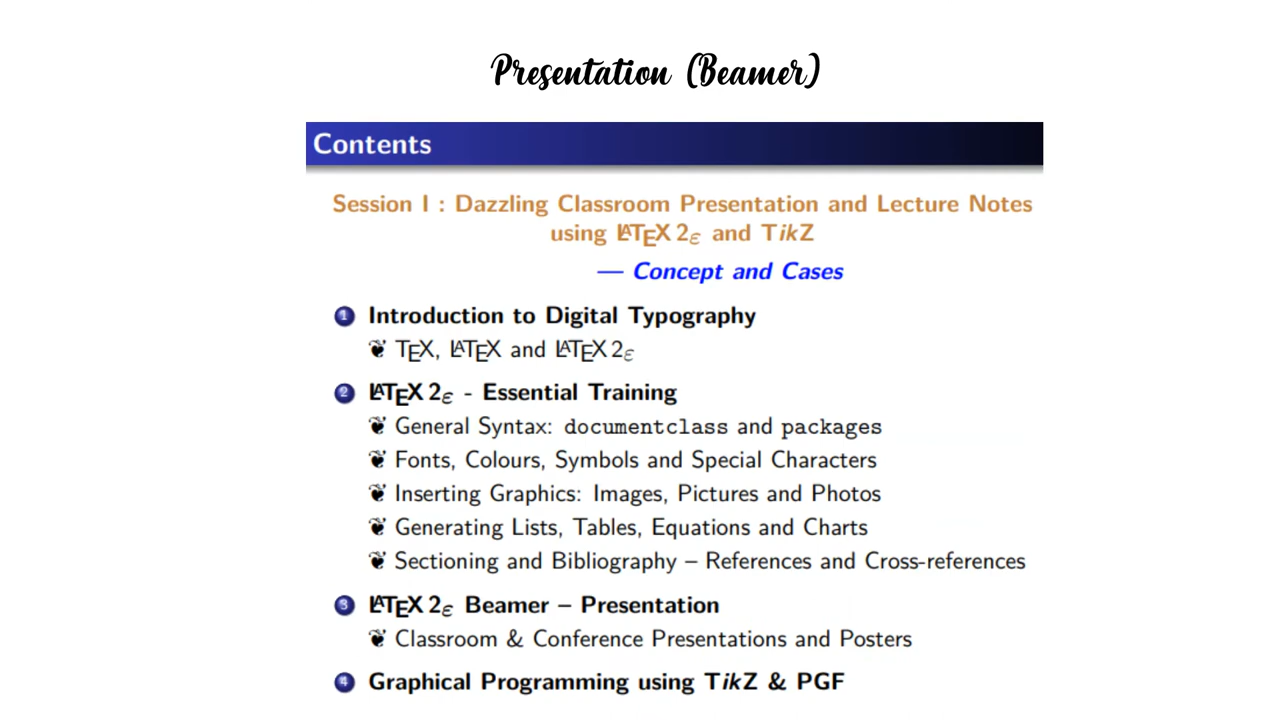 Presentation (Beamer)
Contents
Session I : Dazzling Classroom Presentation and Lecture Notes
using LATEX 2ε and TikZ
— Concept and Cases
1 Introduction to Digital Typography
❦ TEX, LATEX and LATEX 2ε
2 LATEX 2ε - Essential Training
❦ General Syntax: documentclass and packages
❦ Fonts, Colours, Symbols and Special Characters
❦ Inserting Graphics: Images, Pictures and Photos
❦ Generating Lists, Tables, Equations and Charts
❦ Sectioning and Bibliography – References and Cross-references
3 LATEX 2ε Beamer – Presentation
❦ Classroom & Conference Presentations and Posters
4 Graphical Programming using TikZ & PGF